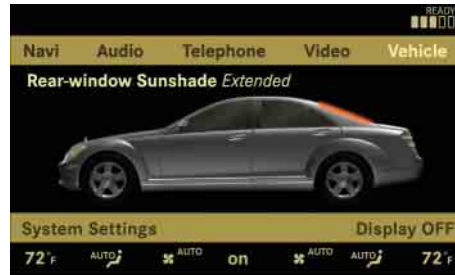 READY
Navi Audio Telephone Video Vehicle
Rear-window Sunshade Extended
System Settings Display OFF
72°F AUTO AUTO on AUTO AUTO 72°F